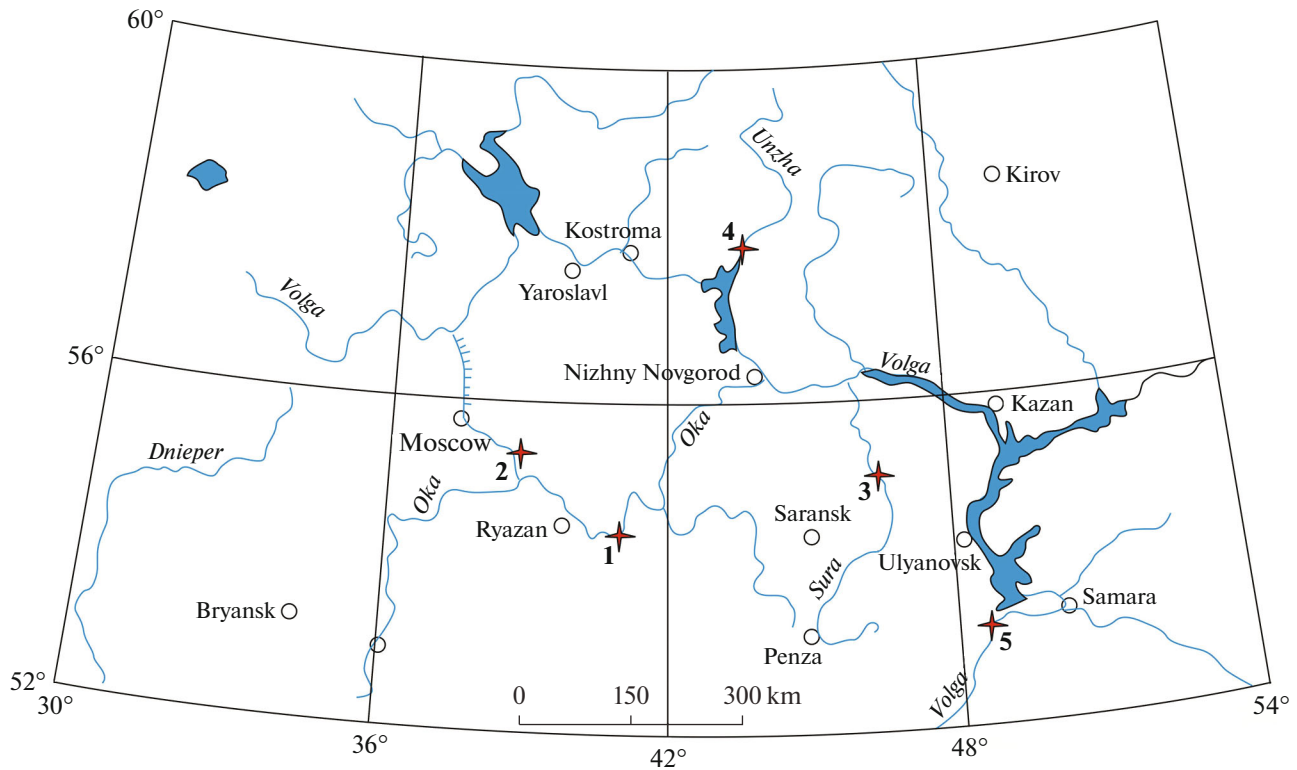 60°
Unzha
Kirov
4
Kostroma
Yaroslavl
Volga
56°
Nizhny Novgorod
Volga
Kazan
Moscow
Oka
Dnieper
2
Oka
3
Saransk
Ryazan
1
Ulyanovsk
Sura
Samara
Bryansk
5
Penza
52°
30°
0 150 300 km
Volga
54°
36°
42°
48°